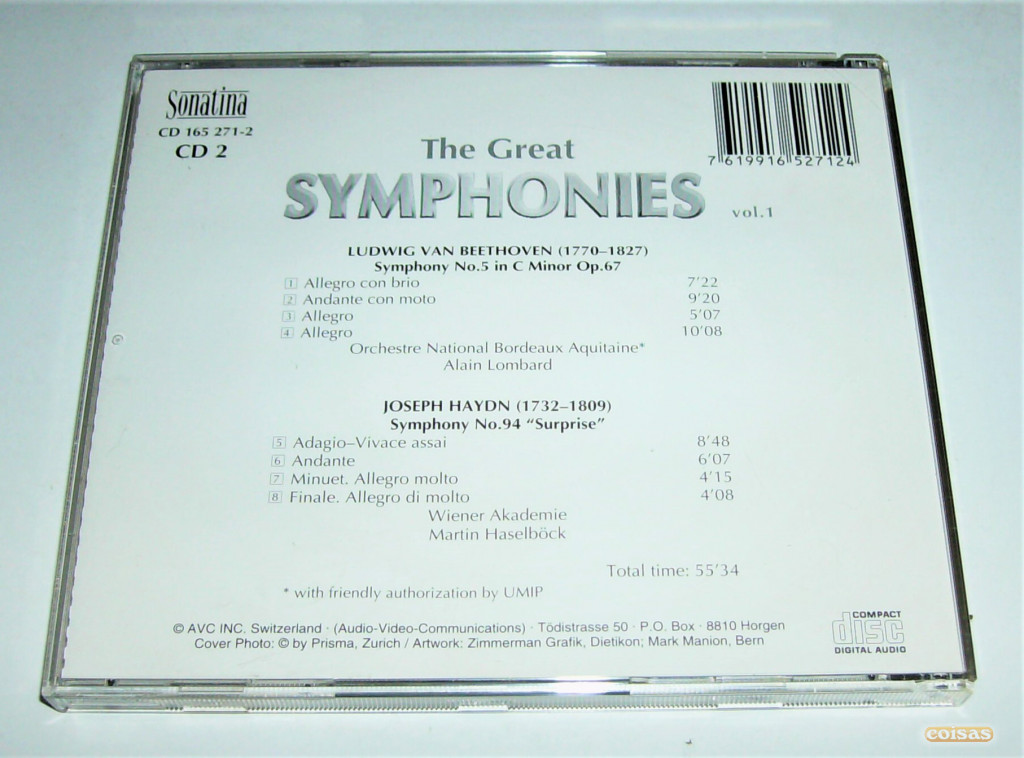 Sonatina
CD 165 271-2
CD 2
7 619916 527124
The Great
SYMPHONIES vol.1
LUDWIG VAN BEETHOVEN (1770–1827)
Symphony No.5 in C Minor Op.67
1 Allegro con brio 7'22
2 Andante con moto 9'20
3 Allegro 5'07
4 Allegro 10'08
Orchestre National Bordeaux Aquitaine*
Alain Lombard
JOSEPH HAYDN (1732–1809)
Symphony No.94 “Surprise”
5 Adagio–Vivace assai 8'48
6 Andante 6'07
7 Minuet. Allegro molto 4'15
8 Finale. Allegro di molto 4'08
Wiener Akademie
Martin Haselböck
Total time: 55'34
* with friendly authorization by UMIP
© AVC INC. Switzerland · (Audio-Video-Communications) · Tödistrasse 50 · P.O. Box · 8810 Horgen
Cover Photo: © by Prisma, Zurich / Artwork: Zimmerman Grafik, Dietikon; Mark Manion, Bern
COMPACT
disc
DIGITAL AUDIO
coisas